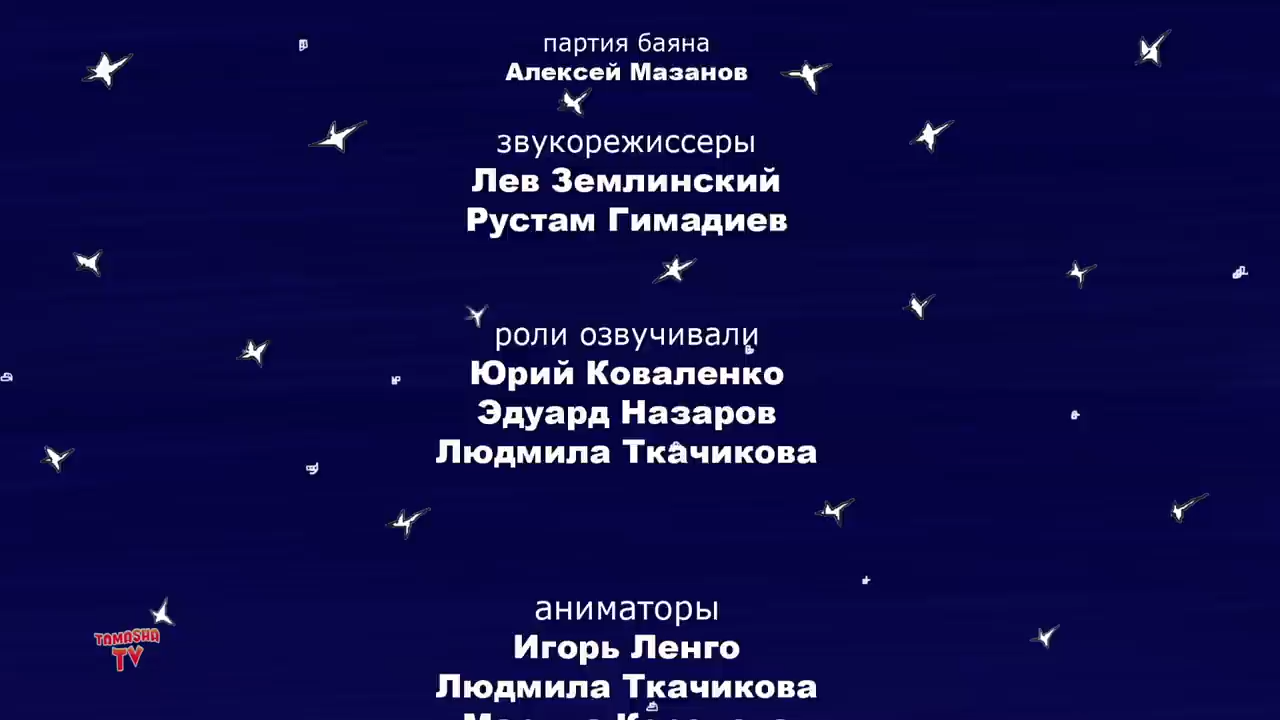 партия баяна
Алексей Мазанов
звукорежиссеры
Лев Землинский
Рустам Гимадиев
роли озвучивали
Юрий Коваленко
Эдуард Назаров
Людмила Ткачикова
аниматоры
Игорь Ленго
Людмила Ткачикова
TAMASHA
TV